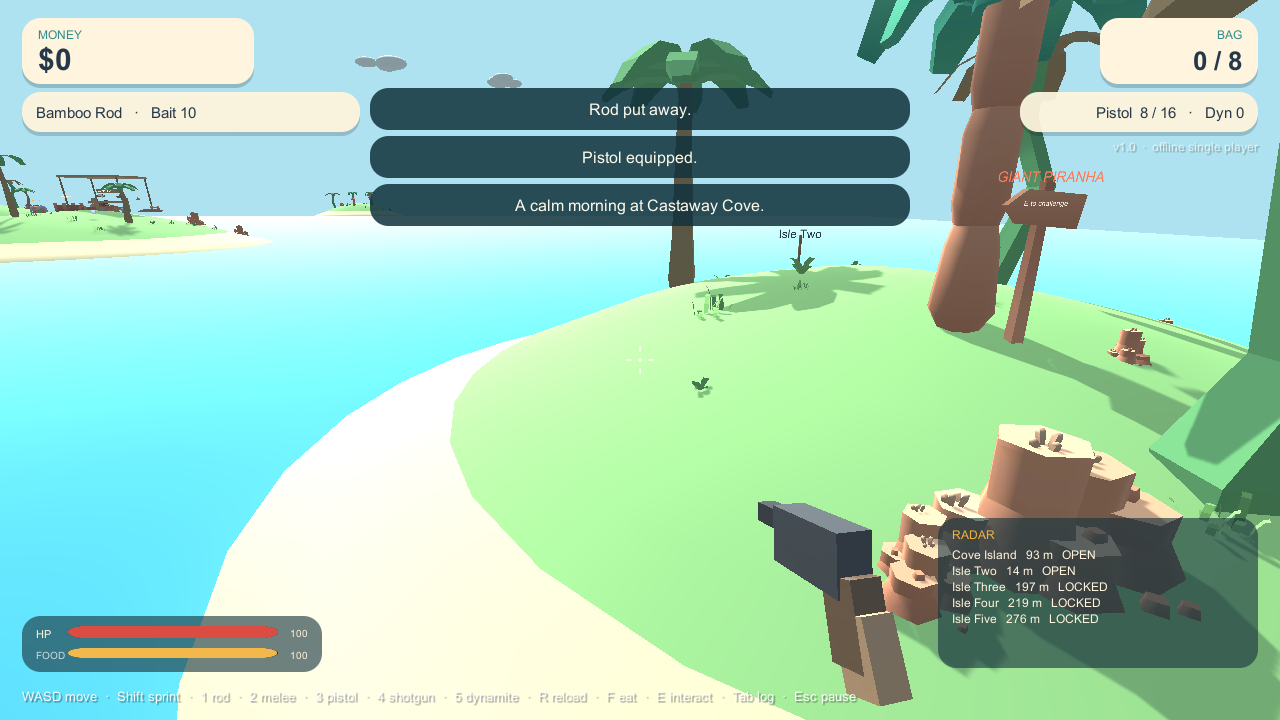 MONEY
$0
Bamboo Rod · Bait 10
Rod put away.
Pistol equipped.
A calm morning at Castaway Cove.
BAG
0 / 8
Pistol 8 / 16 · Dyn 0
v1.0 · offline single player
GIANT PIRANHA
E to challenge
Isle Two
RADAR
Cove Island 93 m OPEN
Isle Two 14 m OPEN
Isle Three 197 m LOCKED
Isle Four 219 m LOCKED
Isle Five 276 m LOCKED
HP 100
FOOD 100
WASD move · Shift sprint · 1 rod · 2 melee · 3 pistol · 4 shotgun · 5 dynamite · R reload · F eat · E interact · Tab log · Esc pause